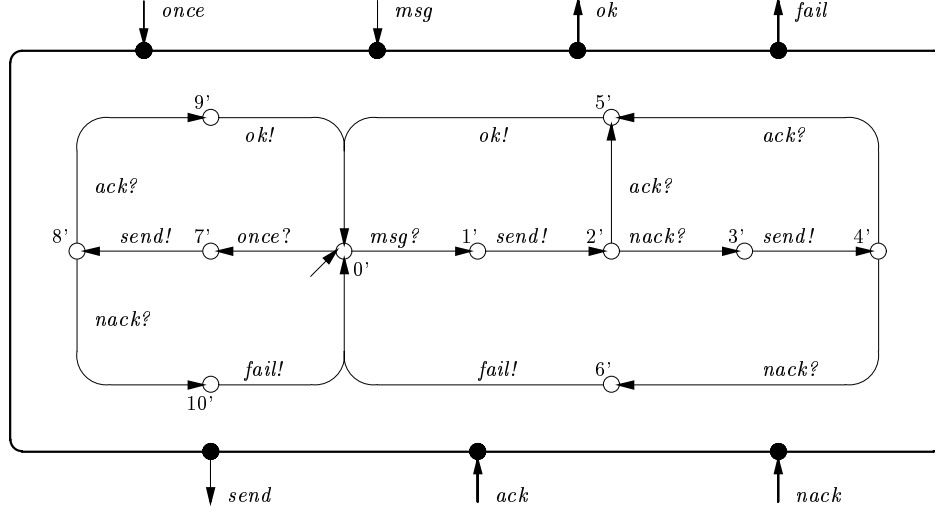 once msg ok fail
9' 5'
ok! ok! ack?
ack? ack?
8' send! 7' once? msg? 1' send! 2' nack? 3' send! 4'
0'
nack?
fail! fail! 6' nack?
10'
send ack nack